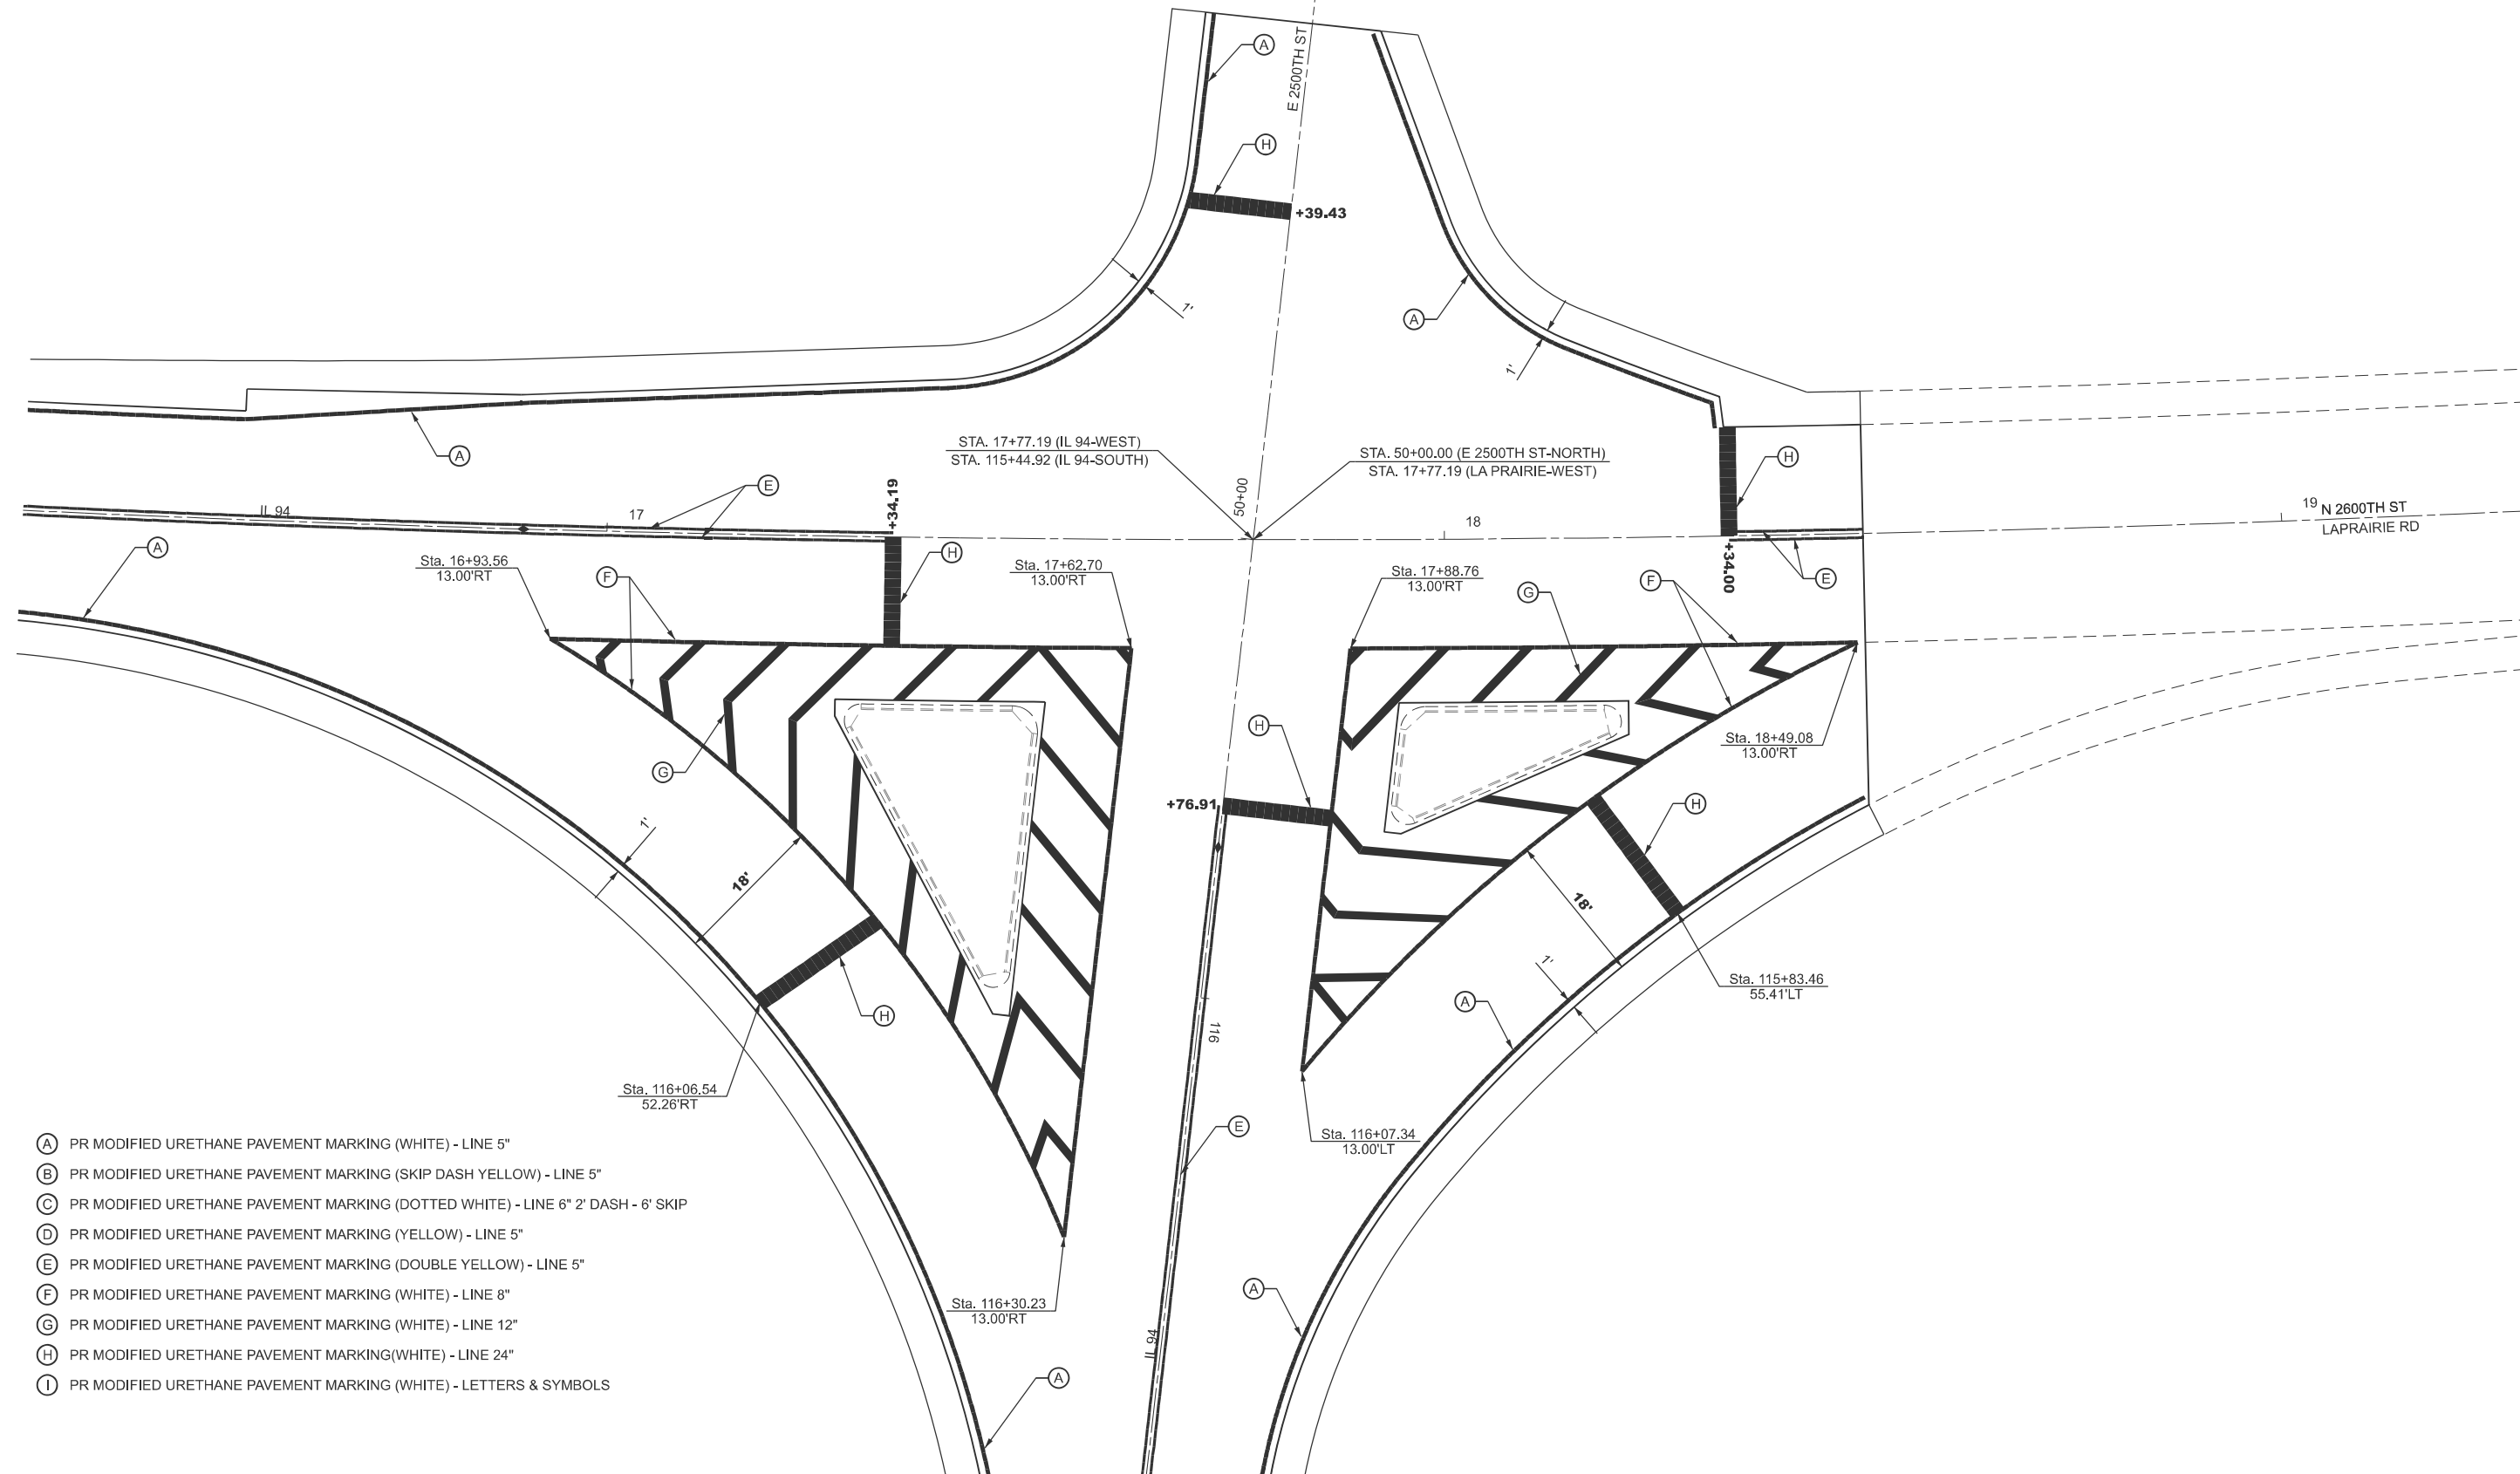 A
E 2500TH ST
H
+39.43
1'
A
1'
A
STA. 17+77.19 (IL 94-WEST)
STA. 115+44.92 (IL 94-SOUTH)
STA. 50+00.00 (E 2500TH ST-NORTH)
STA. 17+77.19 (LA PRAIRIE-WEST)
H
E
50+00
+34.19
IL 94
17
18
19
N 2600TH ST
LAPRAIRIE RD
A
H
Sta. 16+93.56
13.00'RT
F
Sta. 17+62.70
13.00'RT
Sta. 17+88.76
13.00'RT
G
F
+34.00
E
H
Sta. 18+49.08
13.00'RT
G
+76.91
H
1'
18'
18'
1'
Sta. 115+83.46
55.41'LT
A
H
116
Sta. 116+06.54
52.26'RT
E
Sta. 116+07.34
13.00'LT
A
Sta. 116+30.23
13.00'RT
IL 94
A
A PR MODIFIED URETHANE PAVEMENT MARKING (WHITE) - LINE 5"
B PR MODIFIED URETHANE PAVEMENT MARKING (SKIP DASH YELLOW) - LINE 5"
C PR MODIFIED URETHANE PAVEMENT MARKING (DOTTED WHITE) - LINE 6" 2' DASH - 6' SKIP
D PR MODIFIED URETHANE PAVEMENT MARKING (YELLOW) - LINE 5"
E PR MODIFIED URETHANE PAVEMENT MARKING (DOUBLE YELLOW) - LINE 5"
F PR MODIFIED URETHANE PAVEMENT MARKING (WHITE) - LINE 8"
G PR MODIFIED URETHANE PAVEMENT MARKING (WHITE) - LINE 12"
H PR MODIFIED URETHANE PAVEMENT MARKING(WHITE) - LINE 24"
I PR MODIFIED URETHANE PAVEMENT MARKING (WHITE) - LETTERS & SYMBOLS